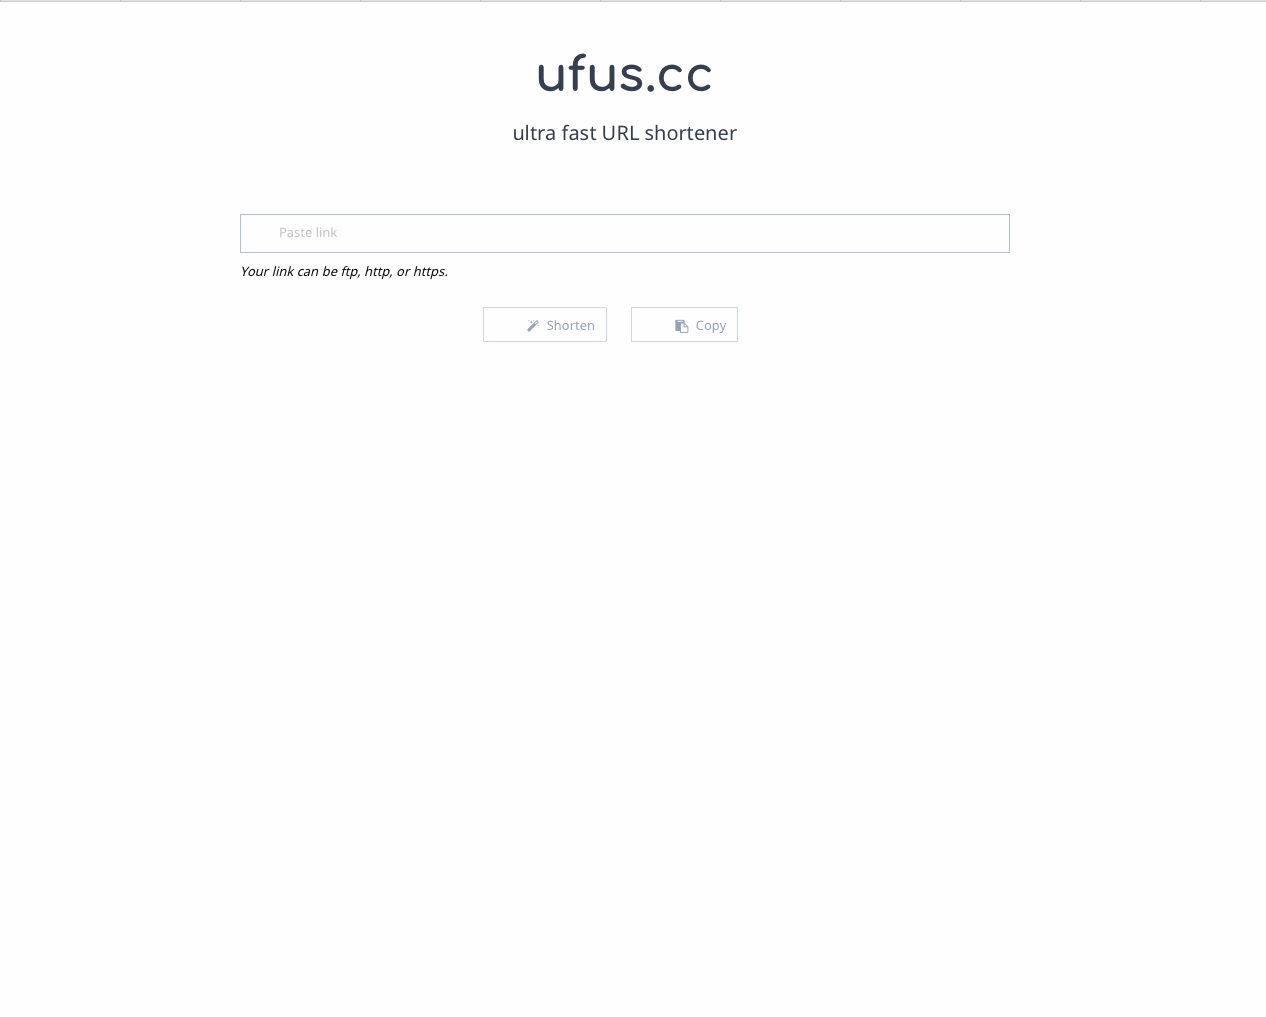 ufus.cc
ultra fast URL shortener
Paste link
Your link can be ftp, http, or https.
Shorten
Copy